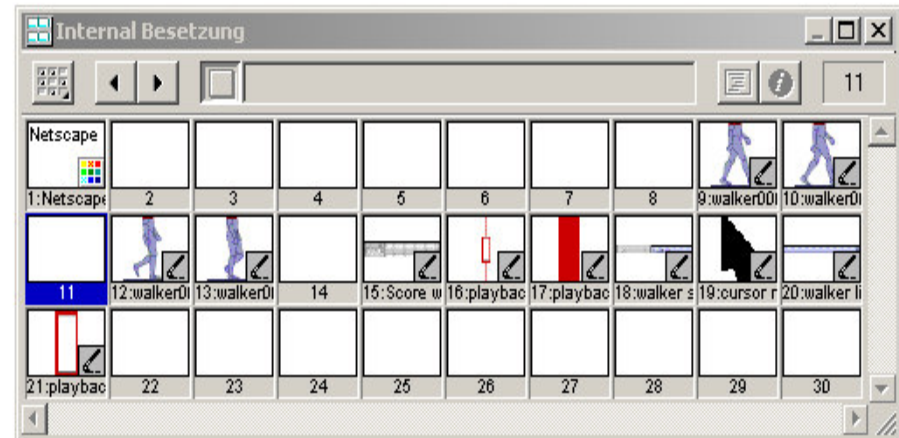 Internal Besetzung
11
Netscape
1:Netscape 2 3 4 5 6 7 8 9:walker00 10:walker0
11 12:walker0 13:walker0 14 15:Score w 16:playbac 17:playbac 18:walker s 19:cursor r 20:walker li
21:playbac 22 23 24 25 26 27 28 29 30